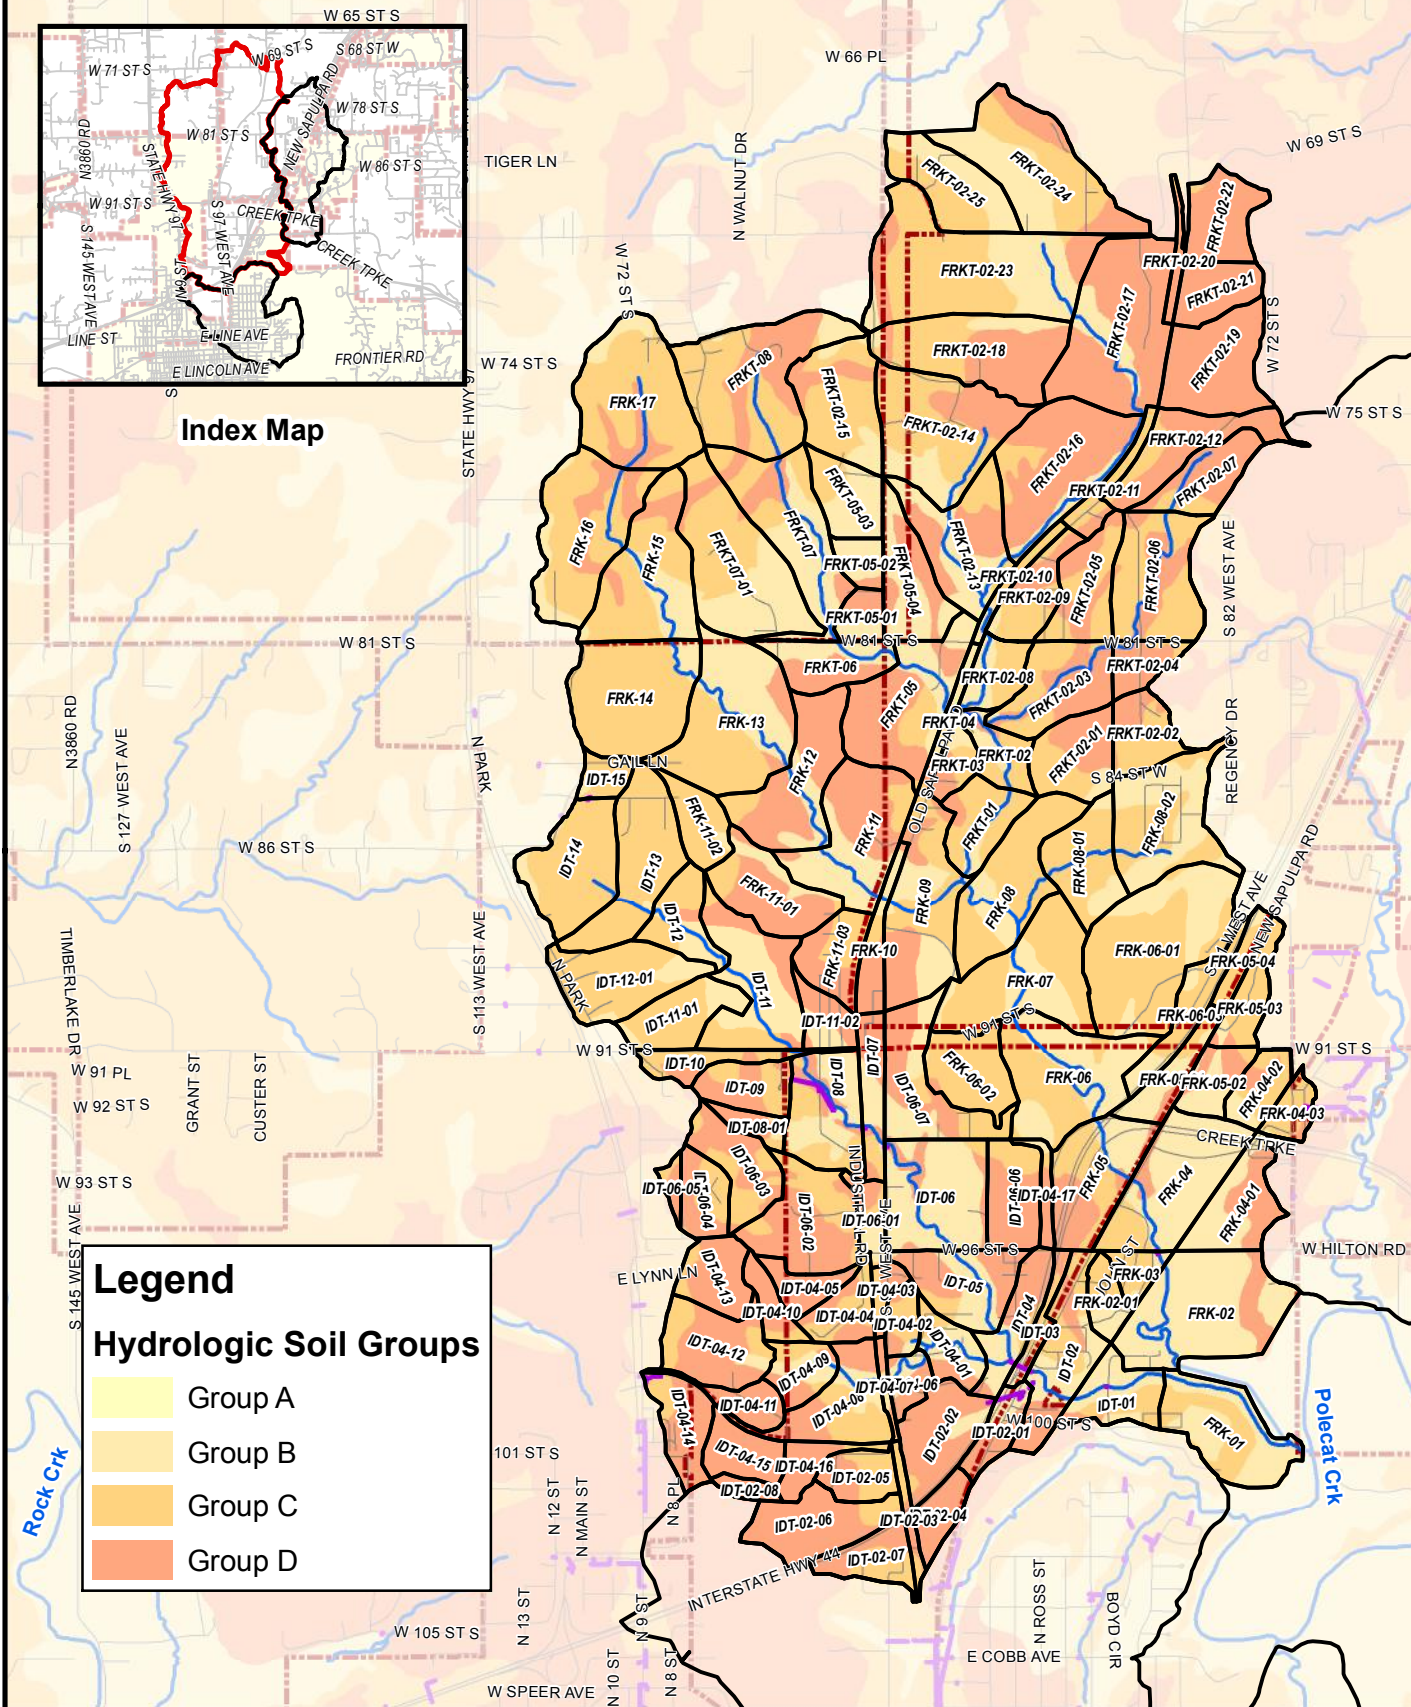 W 65 ST S
W 69 ST S
S 68 ST W
W 71 ST S
NEW SAPULPA RD
W 78 ST S
N3860 RD
W 81 ST S
STATE HWY 97
W 86 ST S
W 91 ST S
S 97 WEST AVE
CREEK TPKE
S 145 WEST AVE
CREEK TPKE
LINE ST
E LINE AVE
FRONTIER RD
E LINCOLN AVE
Index Map
W 66 PL
TIGER LN
N WALNUT DR
W 69 ST S
W 72 ST S
W 72 ST S
W 74 ST S
STATE HWY 97
W 75 ST S
FRKT-02-25
FRKT-02-24
FRKT-02-22
FRKT-02-20
FRKT-02-23
FRKT-02-21
FRKT-02-17
FRKT-02-19
FRKT-02-18
FRKT-08
FRK-17
FRKT-02-15
FRKT-02-14
FRKT-02-16
FRKT-02-12
FRKT-02-07
FRKT-02-11
FRKT-05-03
FRK-16
FRK-15
FRKT-07-01
FRKT-07
FRKT-05-02
FRKT-05-04
FRKT-02-13
FRKT-02-10
FRKT-02-09
FRKT-02-05
FRKT-02-06
S 82 WEST AVE
FRKT-05-01
W 81 ST S
W 81 ST S
W 81 ST S
FRKT-06
FRKT-02-04
FRKT-02-08
FRKT-02-03
FRK-14
FRKT-05
FRK-13
FRKT-04
FRKT-02-02
FRKT-02-01
FRKT-02
FRKT-03
REGENCY DR
N3860 RD
S 127 WEST AVE
N PARK
GAIL LN
IDT-15
FRK-12
S 84 ST W
FRK-11-02
FRK-11
FRKT-01
FRK-08-02
FRK-08-01
W 86 ST S
IDT-14
IDT-13
FRK-11-01
FRK-09
FRK-08
NEW SAPULPA RD
TIMBERLAKE DR
S 113 WEST AVE
IDT-12
FRK-11-03
FRK-10
FRK-06-01
FRK-05-04
N PARK
IDT-12-01
IDT-11
FRK-07
FRK-05-03
IDT-11-01
IDT-11-02
W 91 ST S
W 91 ST S
W 91 ST S
W 91 PL
GRANT ST
CUSTER ST
IDT-10
IDT-07
IDT-09
IDT-08
FRK-06-02
FRK-06
FRK-05-02
FRK-04-02
W 92 ST S
IDT-06-07
FRK-04-03
IDT-08-01
CREEK TPKE
W 93 ST S
IDT-06-03
FRK-05
FRK-04
IDT-06-05
IDT-06-04
IDT-06
IDT-04-17
FRK-04-01
IDT-06-02
IDT-06-01
S 145 WEST AVE
W 96 ST S
W HILTON RD
E LYNN LN
IDT-04-13
IDT-04-05
IDT-04-03
IDT-05
FRK-03
FRK-02-01
FRK-02
IDT-04-10
IDT-04-04
IDT-04-02
IDT-04
IDT-03
IDT-04-12
IDT-04-09
IDT-04-01
IDT-02
IDT-04-07
IDT-04-11
IDT-01
IDT-04-14
IDT-02-02
IDT-02-01
W 100 ST S
FRK-01
Polecat Crk
IDT-04-15
IDT-04-16
IDT-02-05
101 ST S
IDT-02-08
N 8 PL
N 12 ST
N MAIN ST
IDT-02-06
IDT-02-03
IDT-02-07
INTERSTATE HWY 44
Rock Crk
N 13 ST
N 9 ST
N ROSS ST
BOYD CIR
W 105 ST S
N 10 ST
N 8 ST
E COBB AVE
W SPEER AVE
Legend
Hydrologic Soil Groups
Group A
Group B
Group C
Group D